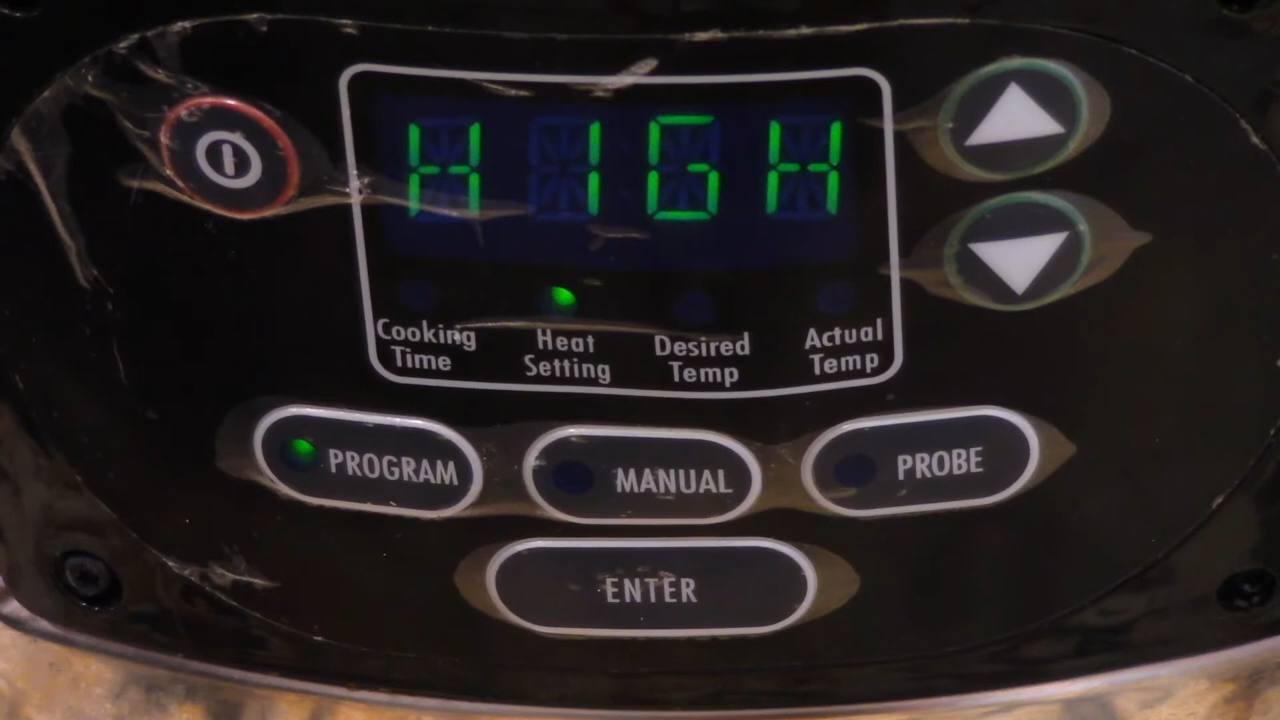 HIGH
Cooking Time
Heat Setting
Desired Temp
Actual Temp
PROGRAM
MANUAL
PROBE
ENTER